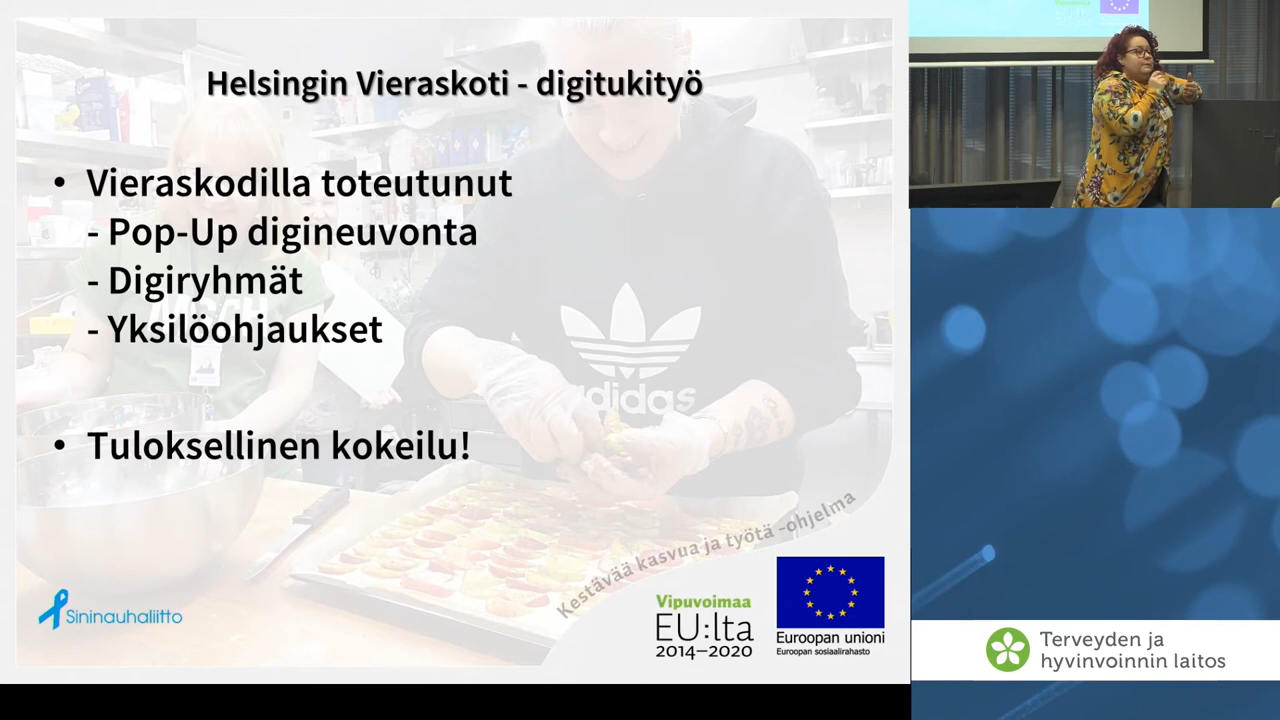 Helsingin Vieraskoti - digitukityö
• Vieraskodilla toteutunut
- Pop-Up digineuvonta
- Digiryhmät
- Yksilöohjaukset
• Tuloksellinen kokeilu!
adidas
Kestävää kasvua ja työtä -ohjelma
Sininauhaliitto
Vipuvoimaa
EU:lta
2014–2020
Euroopan unioni
Euroopan sosiaalirahasto
Terveyden ja
hyvinvoinnin laitos